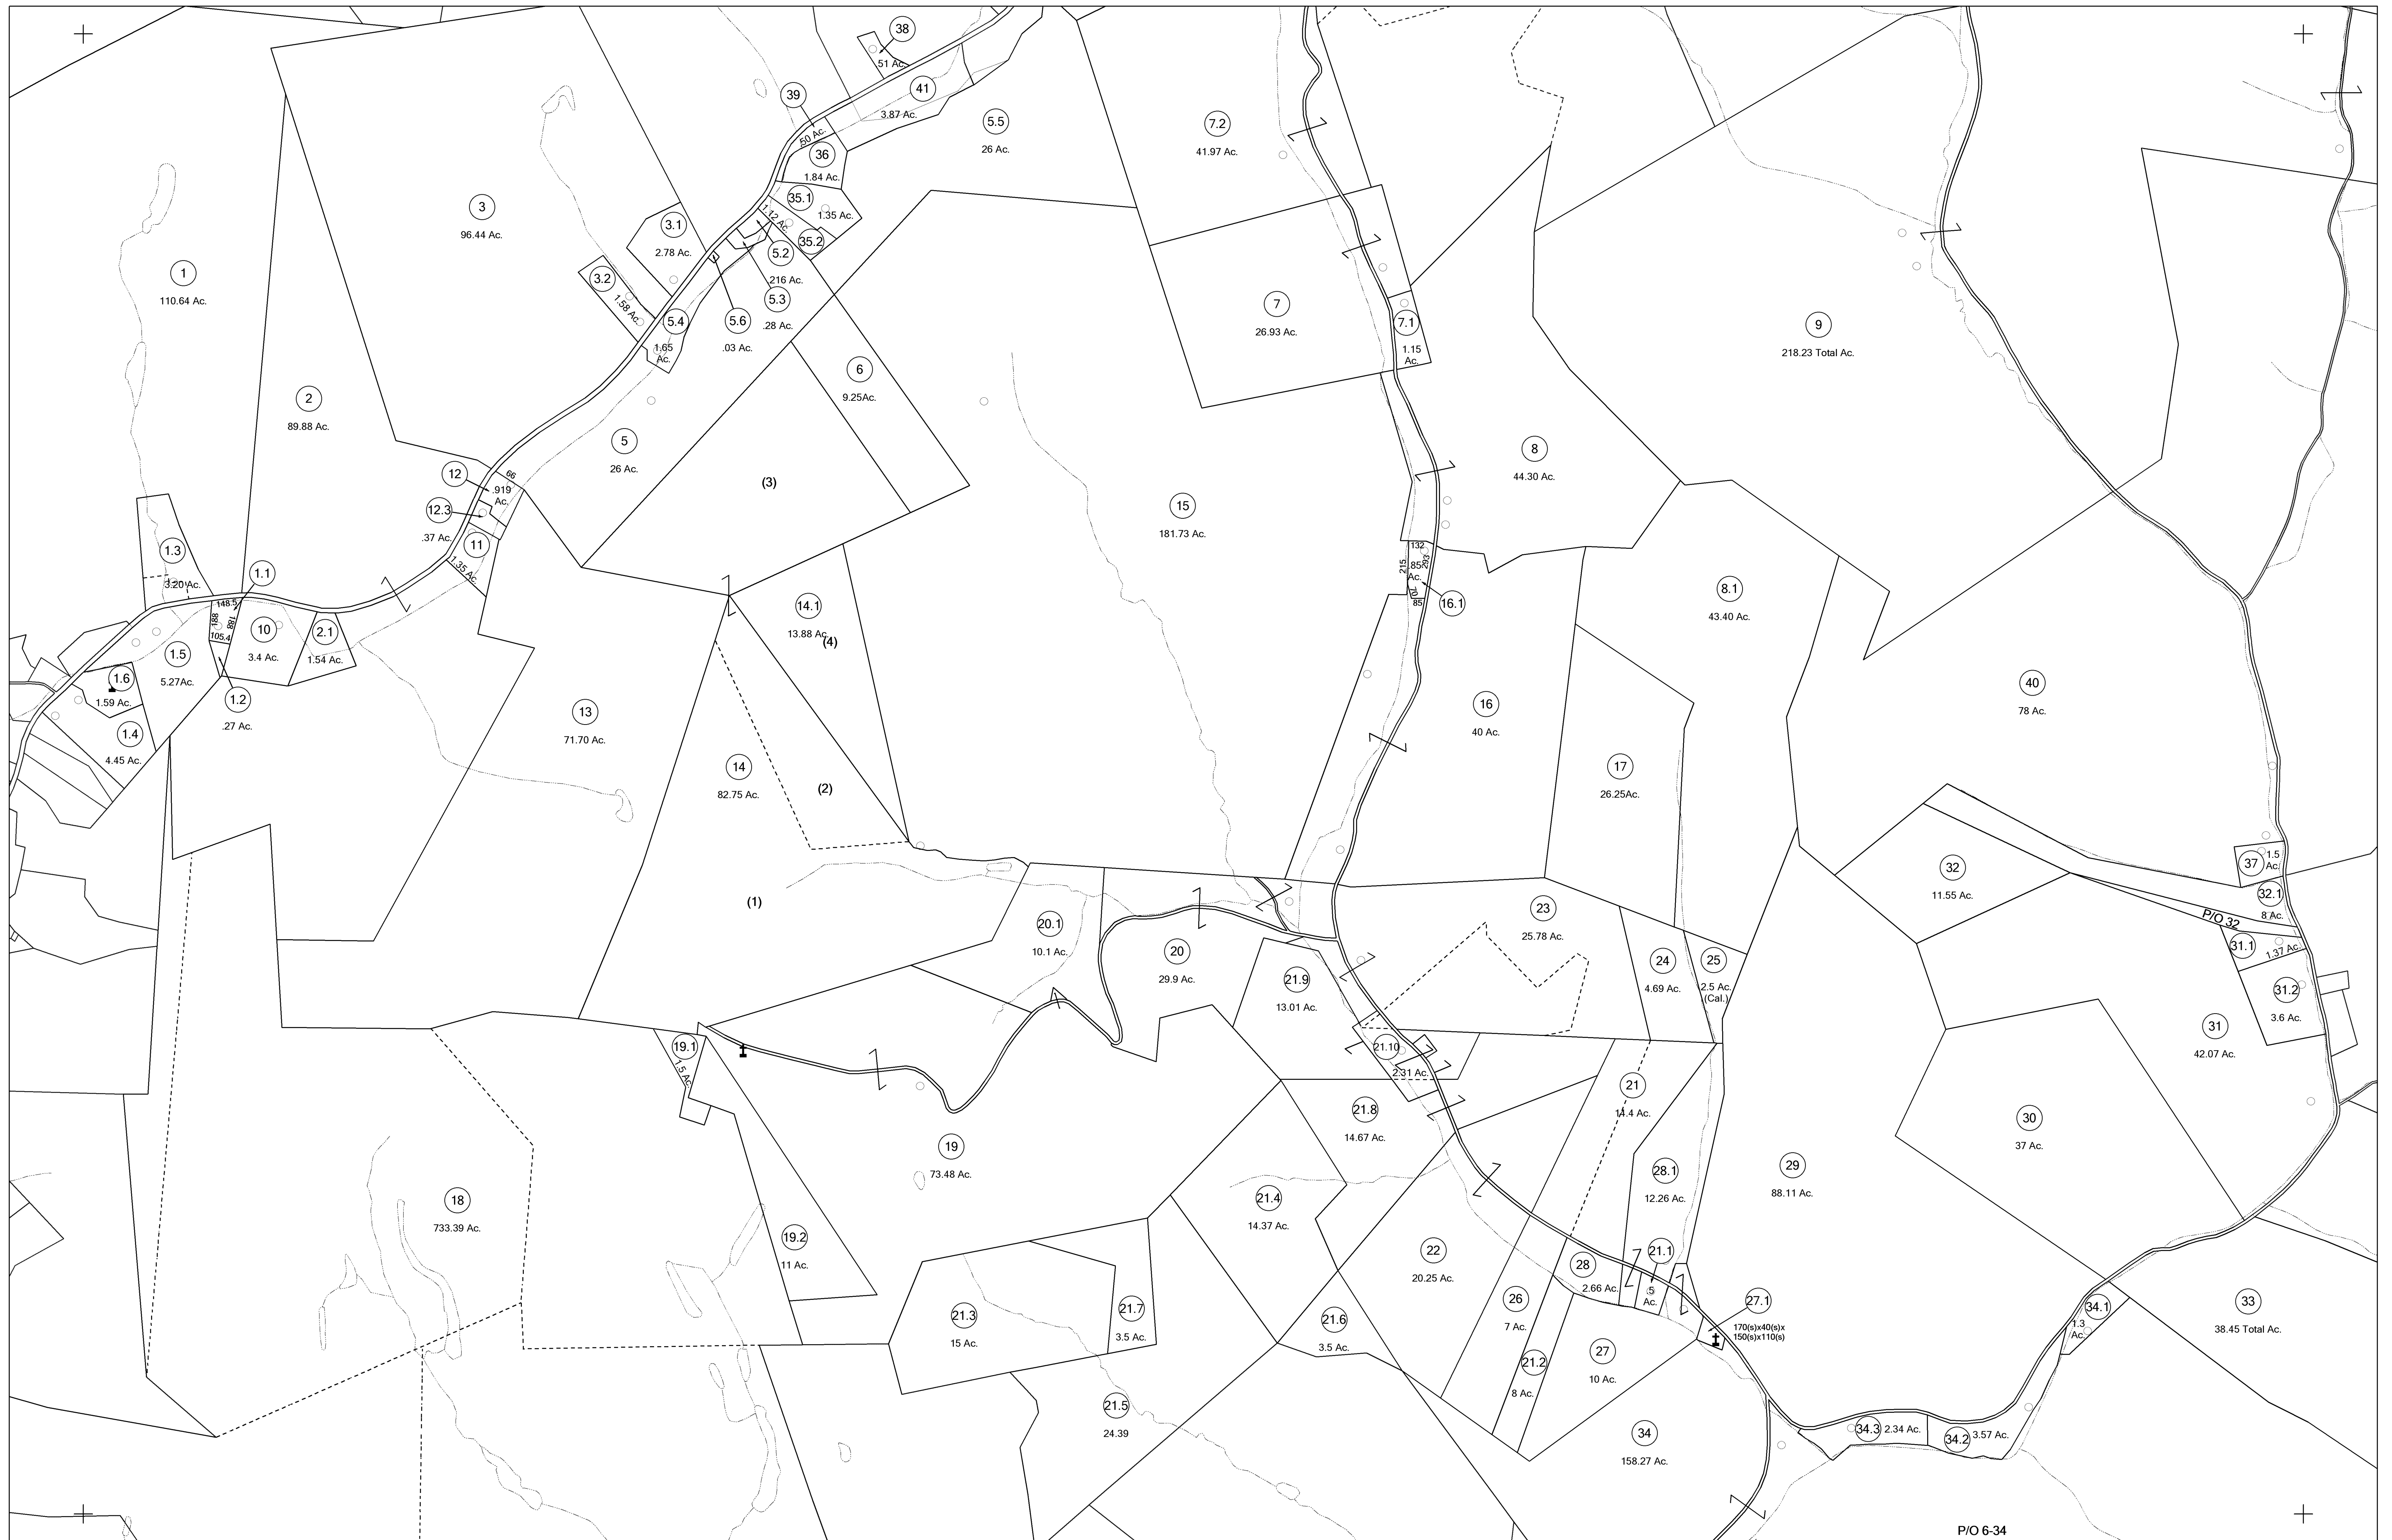 38
.51 Ac.
39
.50 Ac.
41
3.87 Ac.
36
1.84 Ac.
5.5
26 Ac.
7.2
41.97 Ac.
3
96.44 Ac.
3.1
2.78 Ac.
35.1
1.35 Ac.
1.12 Ac.
35.2
5.2
.216 Ac.
5.3
.28 Ac.
5.6
.03 Ac.
3.2
1.58 Ac.
5.4
1.65
Ac.
1
110.64 Ac.
7
26.93 Ac.
7.1
1.15
Ac.
9
218.23 Total Ac.
2
89.88 Ac.
6
9.25Ac.
5
26 Ac.
(3)
8
44.30 Ac.
12
66
.919
Ac.
12.3
.37 Ac.
11
1.35 Ac.
15
181.73 Ac.
1.3
3.20 Ac.
1.1
148.5
188
188
105.4
132
215
293
.85
Ac.
70
85
16.1
8.1
43.40 Ac.
14.1
13.88 Ac.
(4)
10
3.4 Ac.
2.1
1.54 Ac.
1.5
5.27Ac.
1.6
1.59 Ac.
1.2
.27 Ac.
1.4
4.45 Ac.
13
71.70 Ac.
14
82.75 Ac.
(2)
16
40 Ac.
17
26.25Ac.
40
78 Ac.
37
1.5
Ac.
32
11.55 Ac.
32.1
8 Ac.
P/O 32
31.1
1.37 Ac.
31.2
3.6 Ac.
31
42.07 Ac.
(1)
20.1
10.1 Ac.
20
29.9 Ac.
23
25.78 Ac.
24
4.69 Ac.
25
2.5 Ac.
(Cal.)
21.9
13.01 Ac.
21.10
2.31 Ac.
19.1
1.5 Ac.
21
14.4 Ac.
21.8
14.67 Ac.
30
37 Ac.
19
73.48 Ac.
28.1
12.26 Ac.
29
88.11 Ac.
18
733.39 Ac.
21.4
14.37 Ac.
19.2
11 Ac.
22
20.25 Ac.
28
2.66 Ac.
21.1
.5
Ac.
27.1
170(s)x40(s)x
150(s)x110(s)
26
7 Ac.
21.3
15 Ac.
21.7
3.5 Ac.
21.6
3.5 Ac.
21.2
8 Ac.
27
10 Ac.
34.1
1.3
Ac.
33
38.45 Total Ac.
21.5
24.39
34
158.27 Ac.
34.3
2.34 Ac.
34.2
3.57 Ac.
P/O 6-34